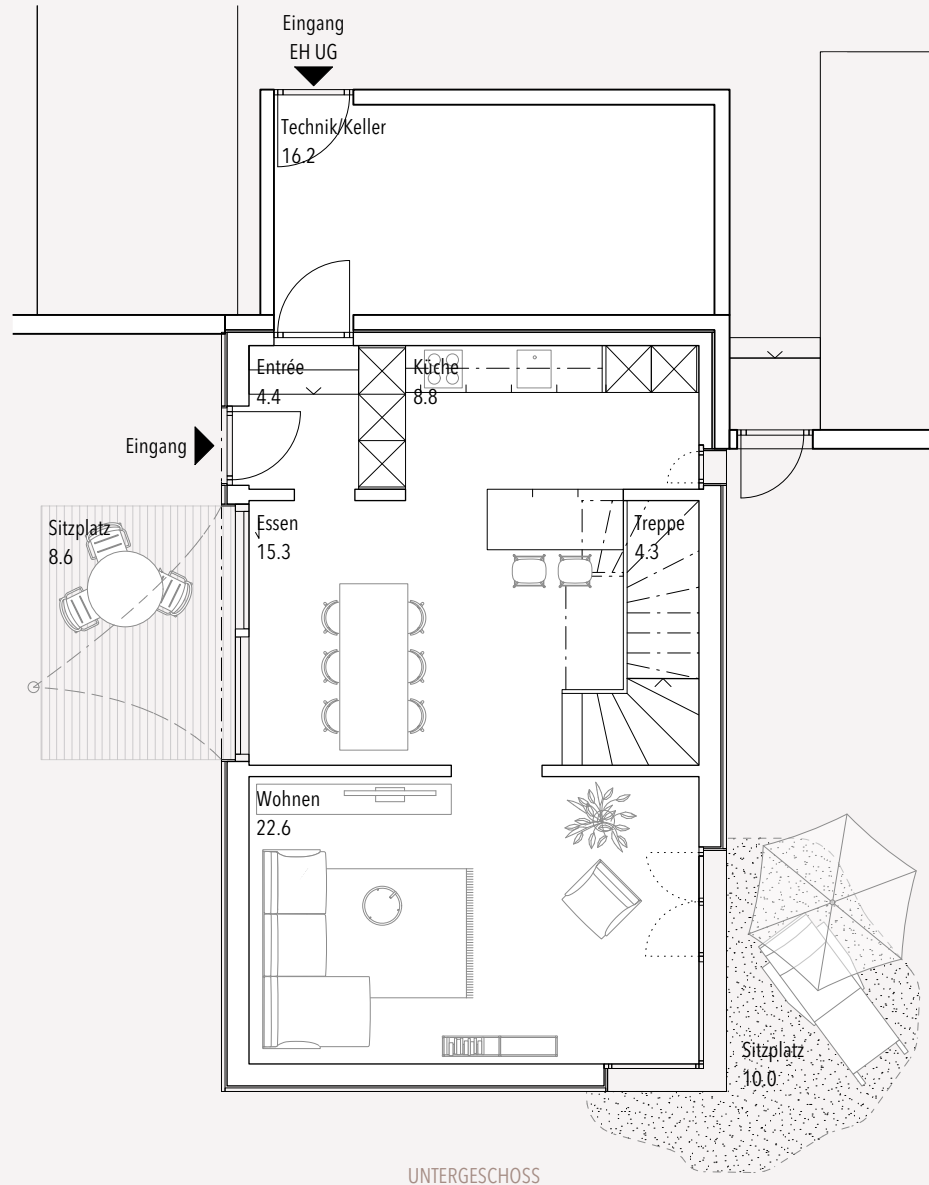 Eingang
EH UG
Technik/Keller
16.2
Entrée
4.4
Küche
8.8
Eingang
Sitzplatz
8.6
Essen
15.3
Treppe
4.3
Wohnen
22.6
Sitzplatz
10.0
UNTERGESCHOSS